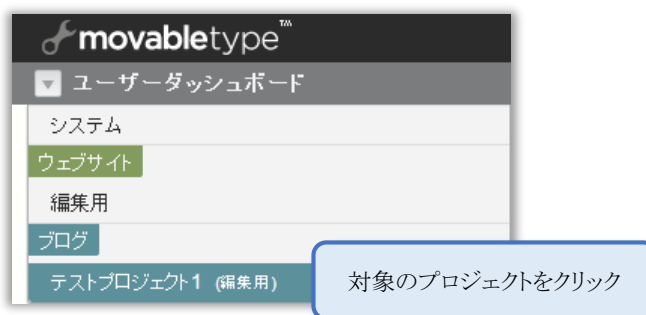 movabletype™
ユーザーダッシュボード
システム
ウェブサイト
編集用
ブログ
テストプロジェクト1 (編集用)
対象のプロジェクトをクリック